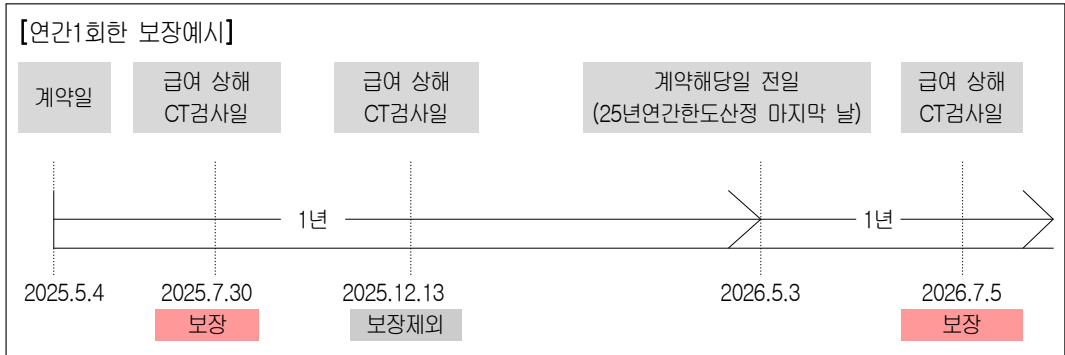 [연간1회한 보장예시]
계약일
급여 상해
CT검사일
급여 상해
CT검사일
계약해당일 전일
(25년연간한도산정 마지막 날)
급여 상해
CT검사일
1년
1년
2025.5.4
2025.7.30
2025.12.13
2026.5.3
2026.7.5
보장
보장제외
보장